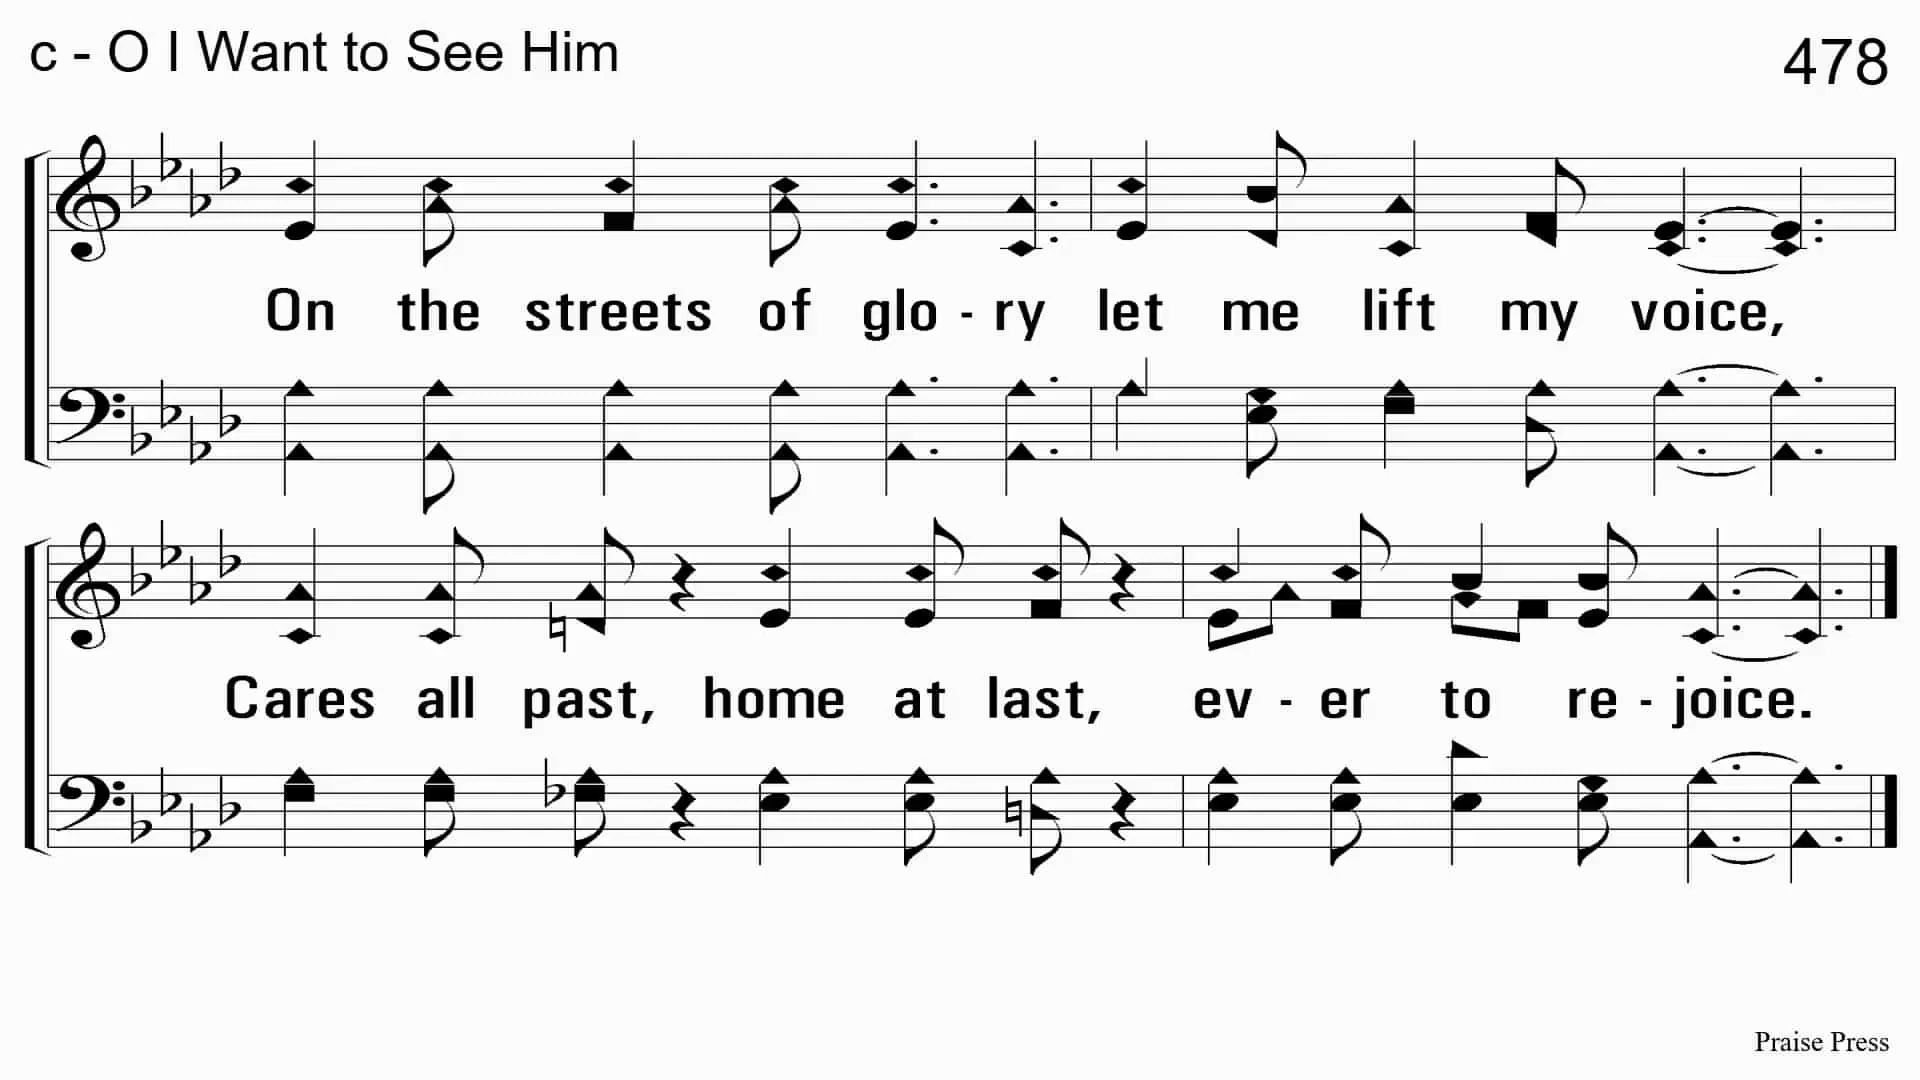 c - O I Want to See Him
478
On the streets of glo - ry let me lift my voice,
Cares all past, home at last, ev - er to re - joice.
Praise Press